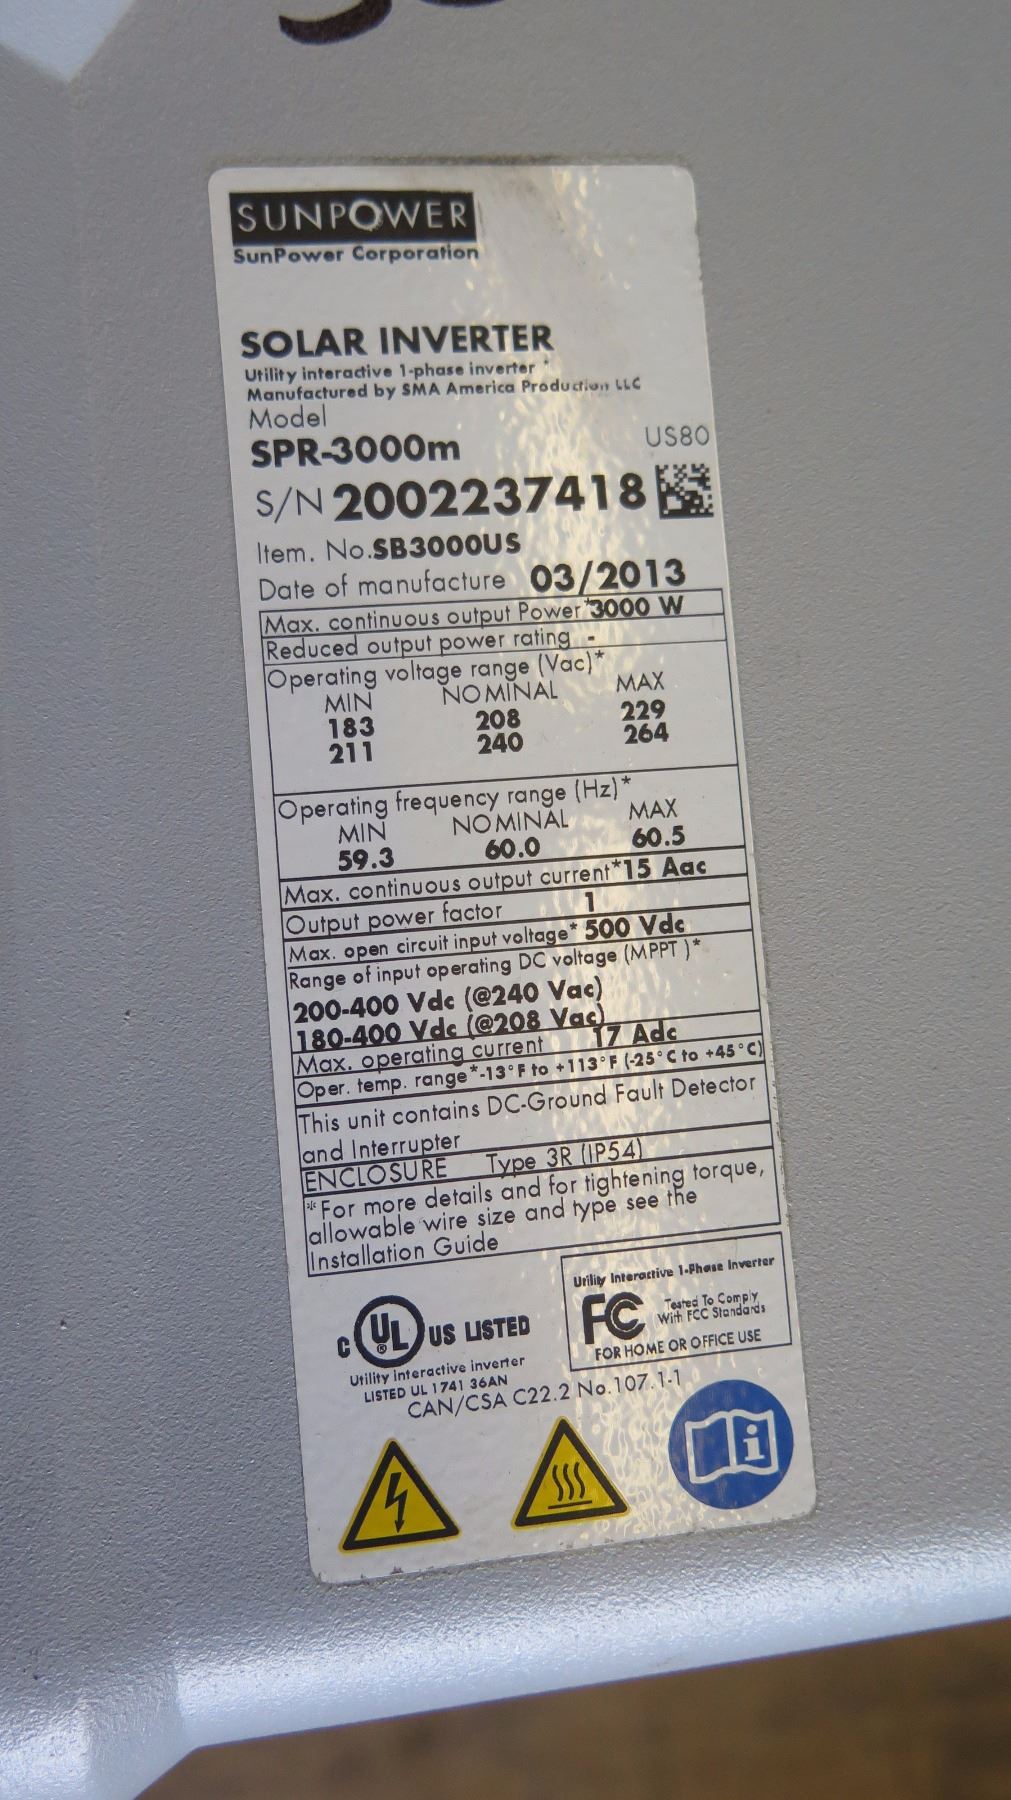 SUNPOWER
SunPower Corporation
SOLAR INVERTER
Utility interactive 1-phase inverter *
Manufactured by SMA America Production LLC
Model
SPR-3000m US80
S/N 2002237418
Item. No.SB3000US
Date of manufacture 03/2013
Max. continuous output Power* 3000 W
Reduced output power rating -
Operating voltage range (Vac)*
MIN NOMINAL MAX
183 208 229
211 240 264
Operating frequency range (Hz)*
MIN NOMINAL MAX
59.3 60.0 60.5
Max. continuous output current* 15 Aac
Output power factor 1
Max. open circuit input voltage* 500 Vdc
Range of input operating DC voltage (MPPT )*
200-400 Vdc (@240 Vac)
180-400 Vdc (@208 Vac)
Max. operating current 17 Adc
Oper. temp. range*-13°F to +113°F (-25°C to +45°C)
This unit contains DC-Ground Fault Detector
and Interrupter
ENCLOSURE Type 3R (IP54)
*For more details and for tightening torque,
allowable wire size and type see the
Installation Guide
Utility Interactive 1-Phase Inverter
FC Tested To Comply
With FCC Standards
FOR HOME OR OFFICE USE
C UL ® US LISTED
Utility interactive inverter
LISTED UL 1741 36AN
CAN/CSA C22.2 No.107.1-1
i